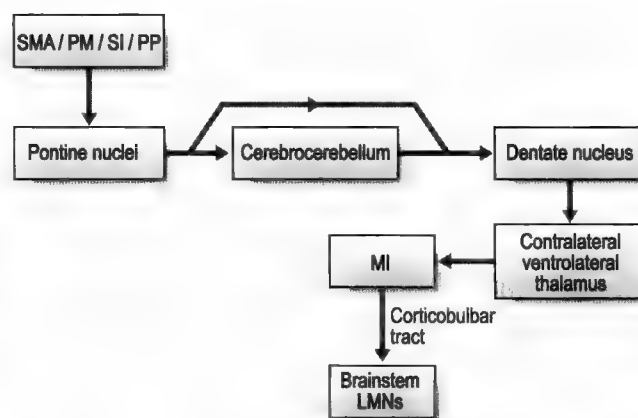 SMA / PM / SI / PP
Pontine nuclei
Cerebrocerebellum
Dentate nucleus
Contralateral
ventrolateral
thalamus
MI
Corticobulbar
tract
Brainstem
LMNs